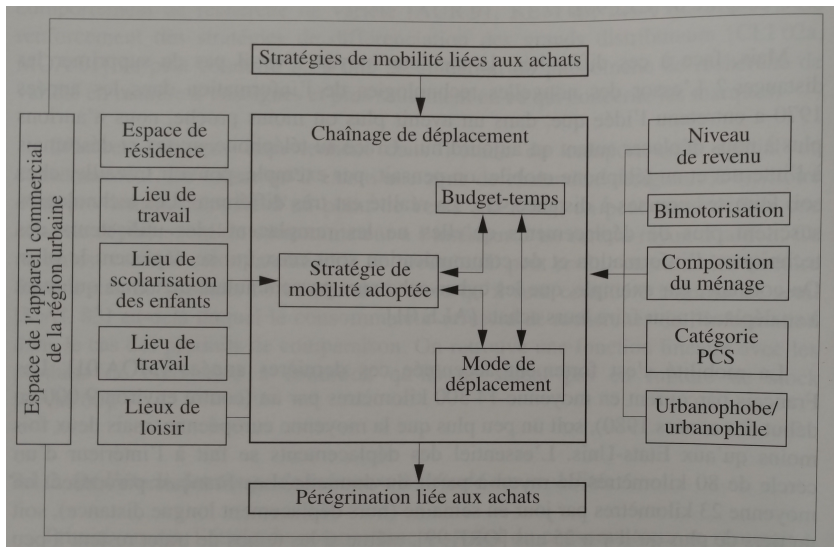 Stratégies de mobilité liées aux achats
Espace de l'appareil commercial
de la région urbaine
Espace de
résidence
Lieu de
travail
Lieu de
scolarisation
des enfants
Lieu de
travail
Lieux de
loisir
Chaînage de déplacement
Budget-temps
Stratégie de
mobilité adoptée
Mode de
déplacement
Niveau
de revenu
Bimotorisation
Composition
du ménage
Catégorie
PCS
Urbanophobe/
urbanophile
Pérégrination liée aux achats